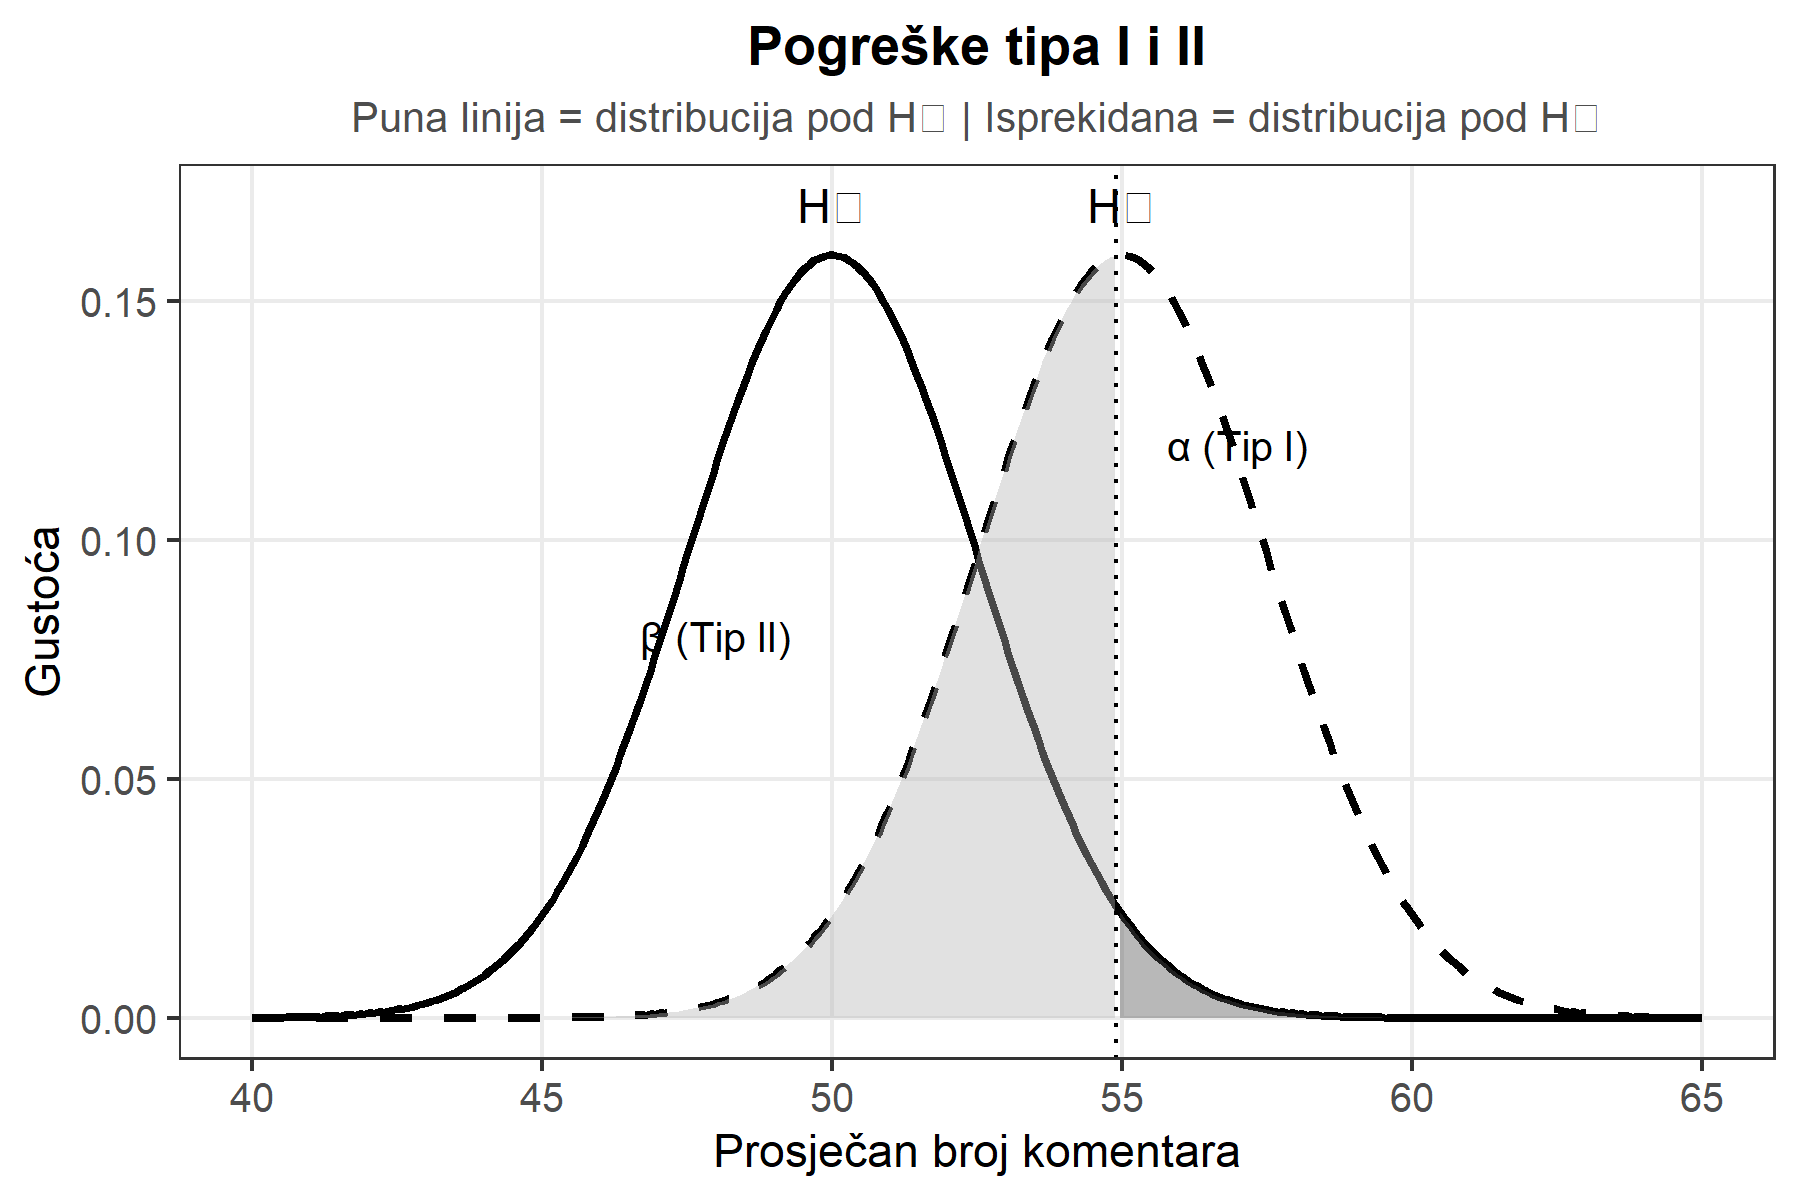 Pogreške tipa I i II
Puna linija = distribucija pod H□ | Isprekidana = distribucija pod H□
H□
H□
α (Tip I)
β (Tip II)
Gustoća
0.15
0.10
0.05
0.00
40 45 50 55 60 65
Prosječan broj komentara